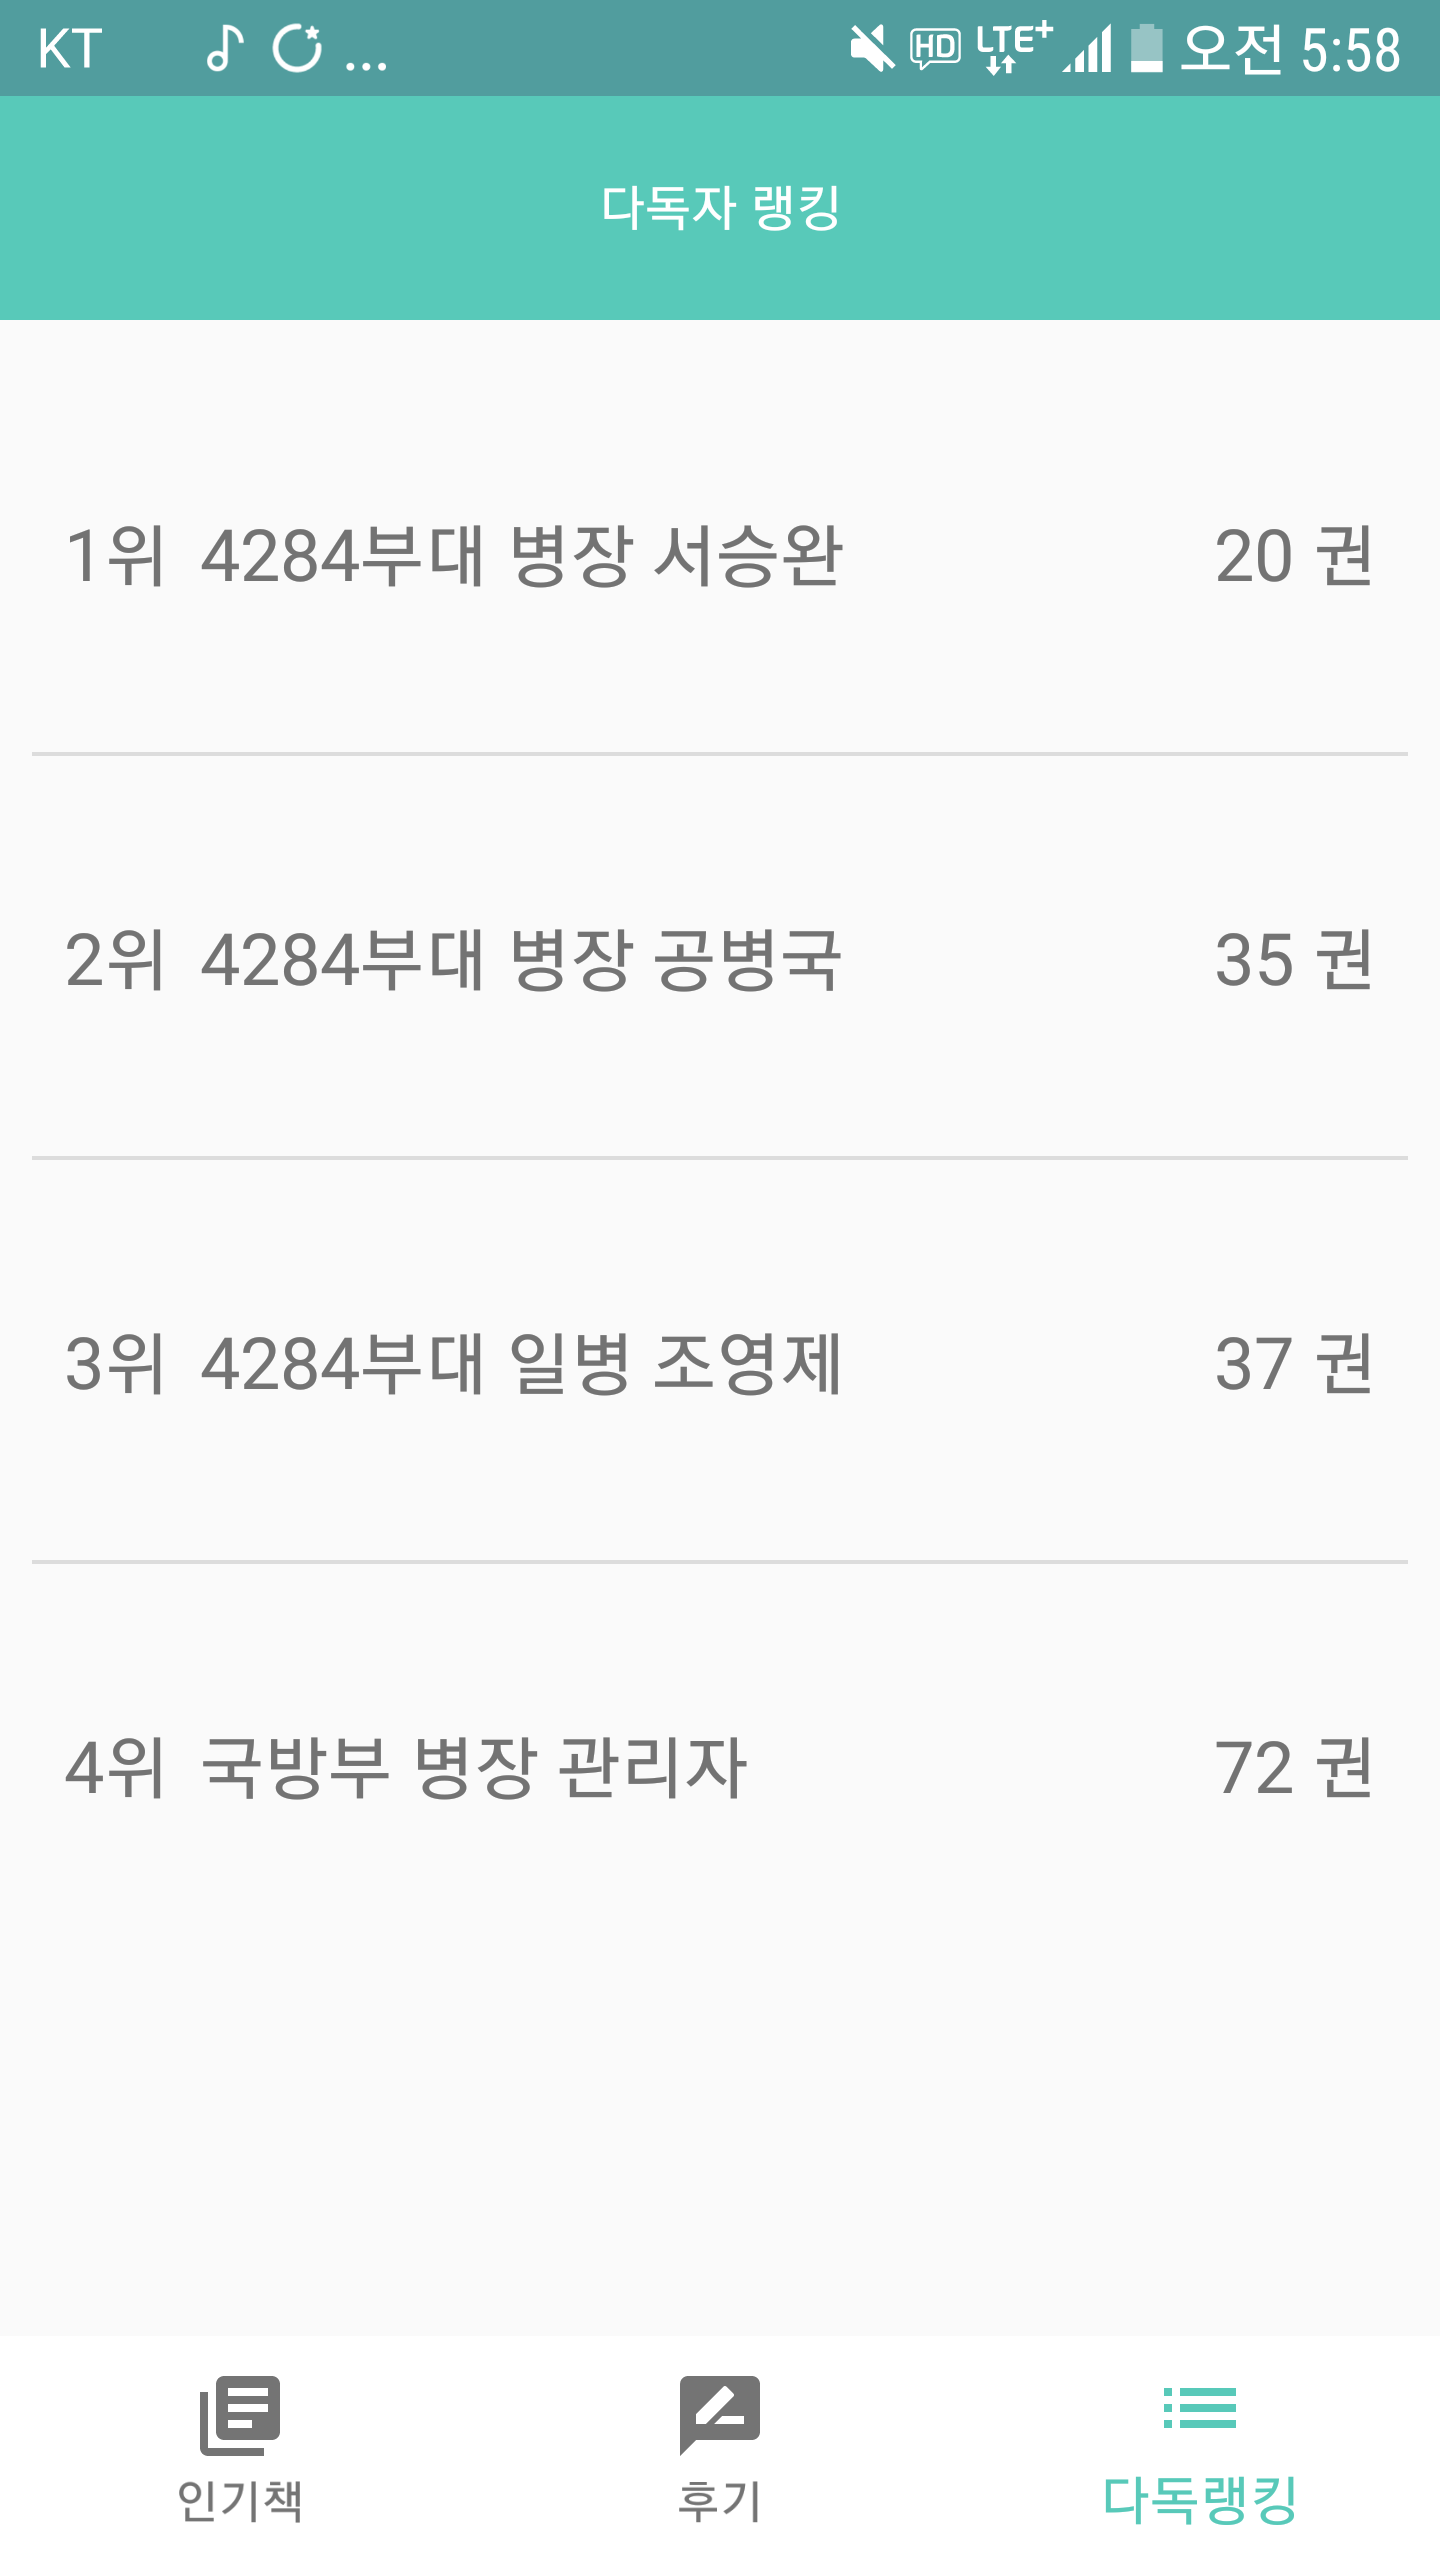 KT ... HD LTE+ 오전 5:58
다독자 랭킹
1위 4284부대 병장 서승완 20 권
2위 4284부대 병장 공병국 35 권
3위 4284부대 일병 조영제 37 권
4위 국방부 병장 관리자 72 권
인기책 후기 다독랭킹